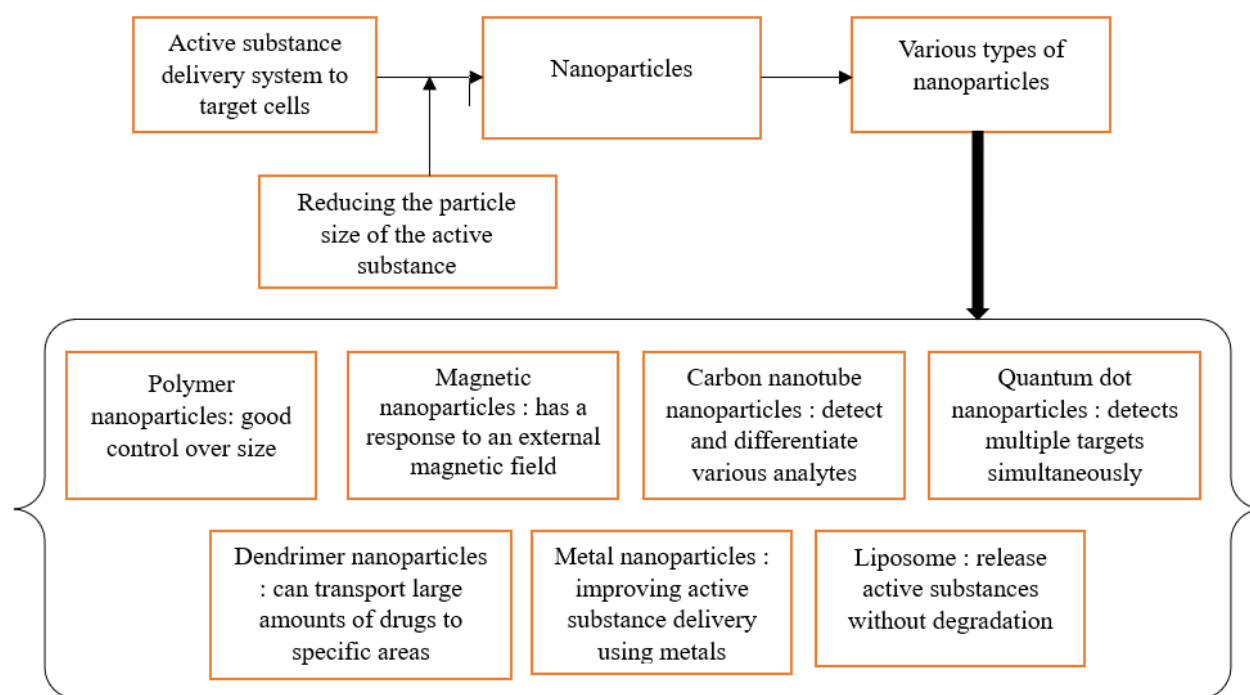 Active substance
delivery system to
target cells
Nanoparticles
Various types of
nanoparticles
Reducing the particle
size of the active
substance
Polymer
nanoparticles: good
control over size
Magnetic
nanoparticles : has a
response to an external
magnetic field
Carbon nanotube
nanoparticles : detect
and differentiate
various analytes
Quantum dot
nanoparticles : detects
multiple targets
simultaneously
Dendrimer nanoparticles
: can transport large
amounts of drugs to
specific areas
Metal nanoparticles :
improving active
substance delivery
using metals
Liposome : release
active substances
without degradation